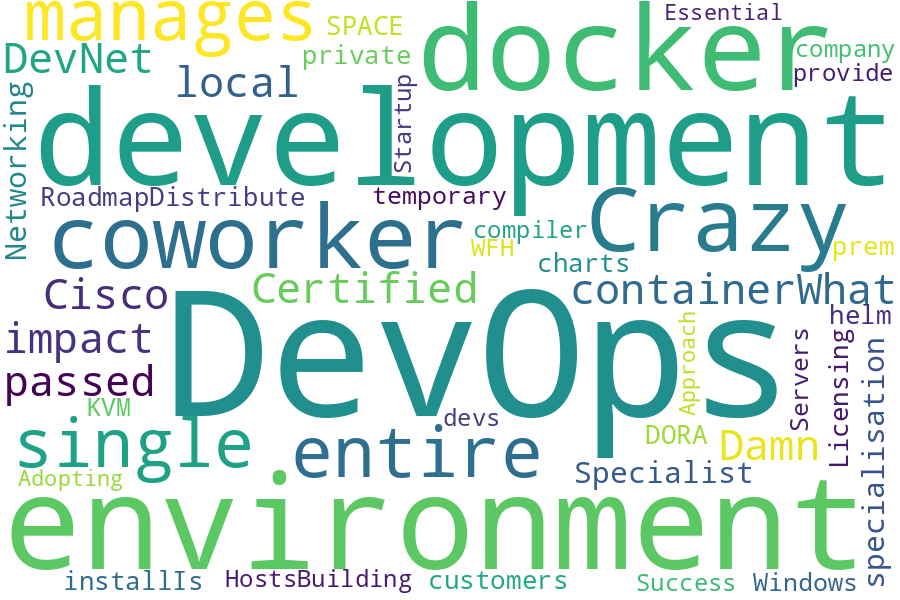 manages
SPACE
docker
Essential
DevNet
private
company
local
Startup
provide
Networking
development
RoadmapDistribute
temporary
Crazy
coworker
compiler
WFH
prem
charts
Cisco
Certified
containerWhat
DevOps
helm
impact
Approach
Servers
Licensing
specialisation
passed
KVM
devs
single
entire
DORA
Damn
Adopting
Specialist
environment
installIs
HostsBuilding
customers
Success
Windows